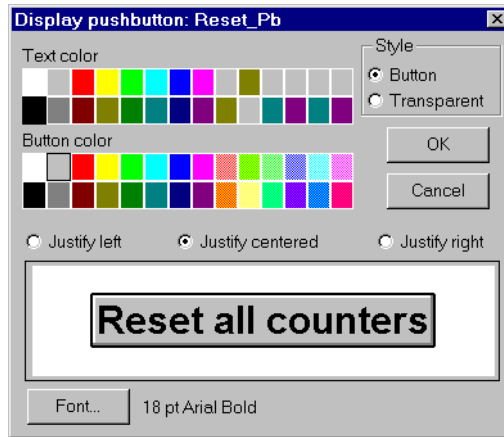 Display pushbutton: Reset_Pb
Text color
Style
Button
Transparent
Button color
OK
Cancel
Justify left
Justify centered
Justify right
Reset all counters
Font...
18 pt Arial Bold